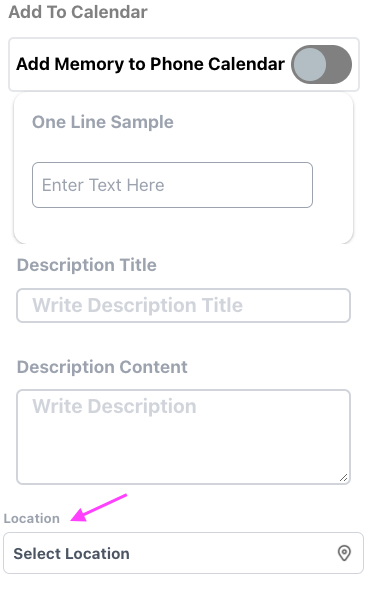 Add To Calendar
Add Memory to Phone Calendar
One Line Sample
Enter Text Here
Description Title
Write Description Title
Description Content
Write Description
Location
Select Location